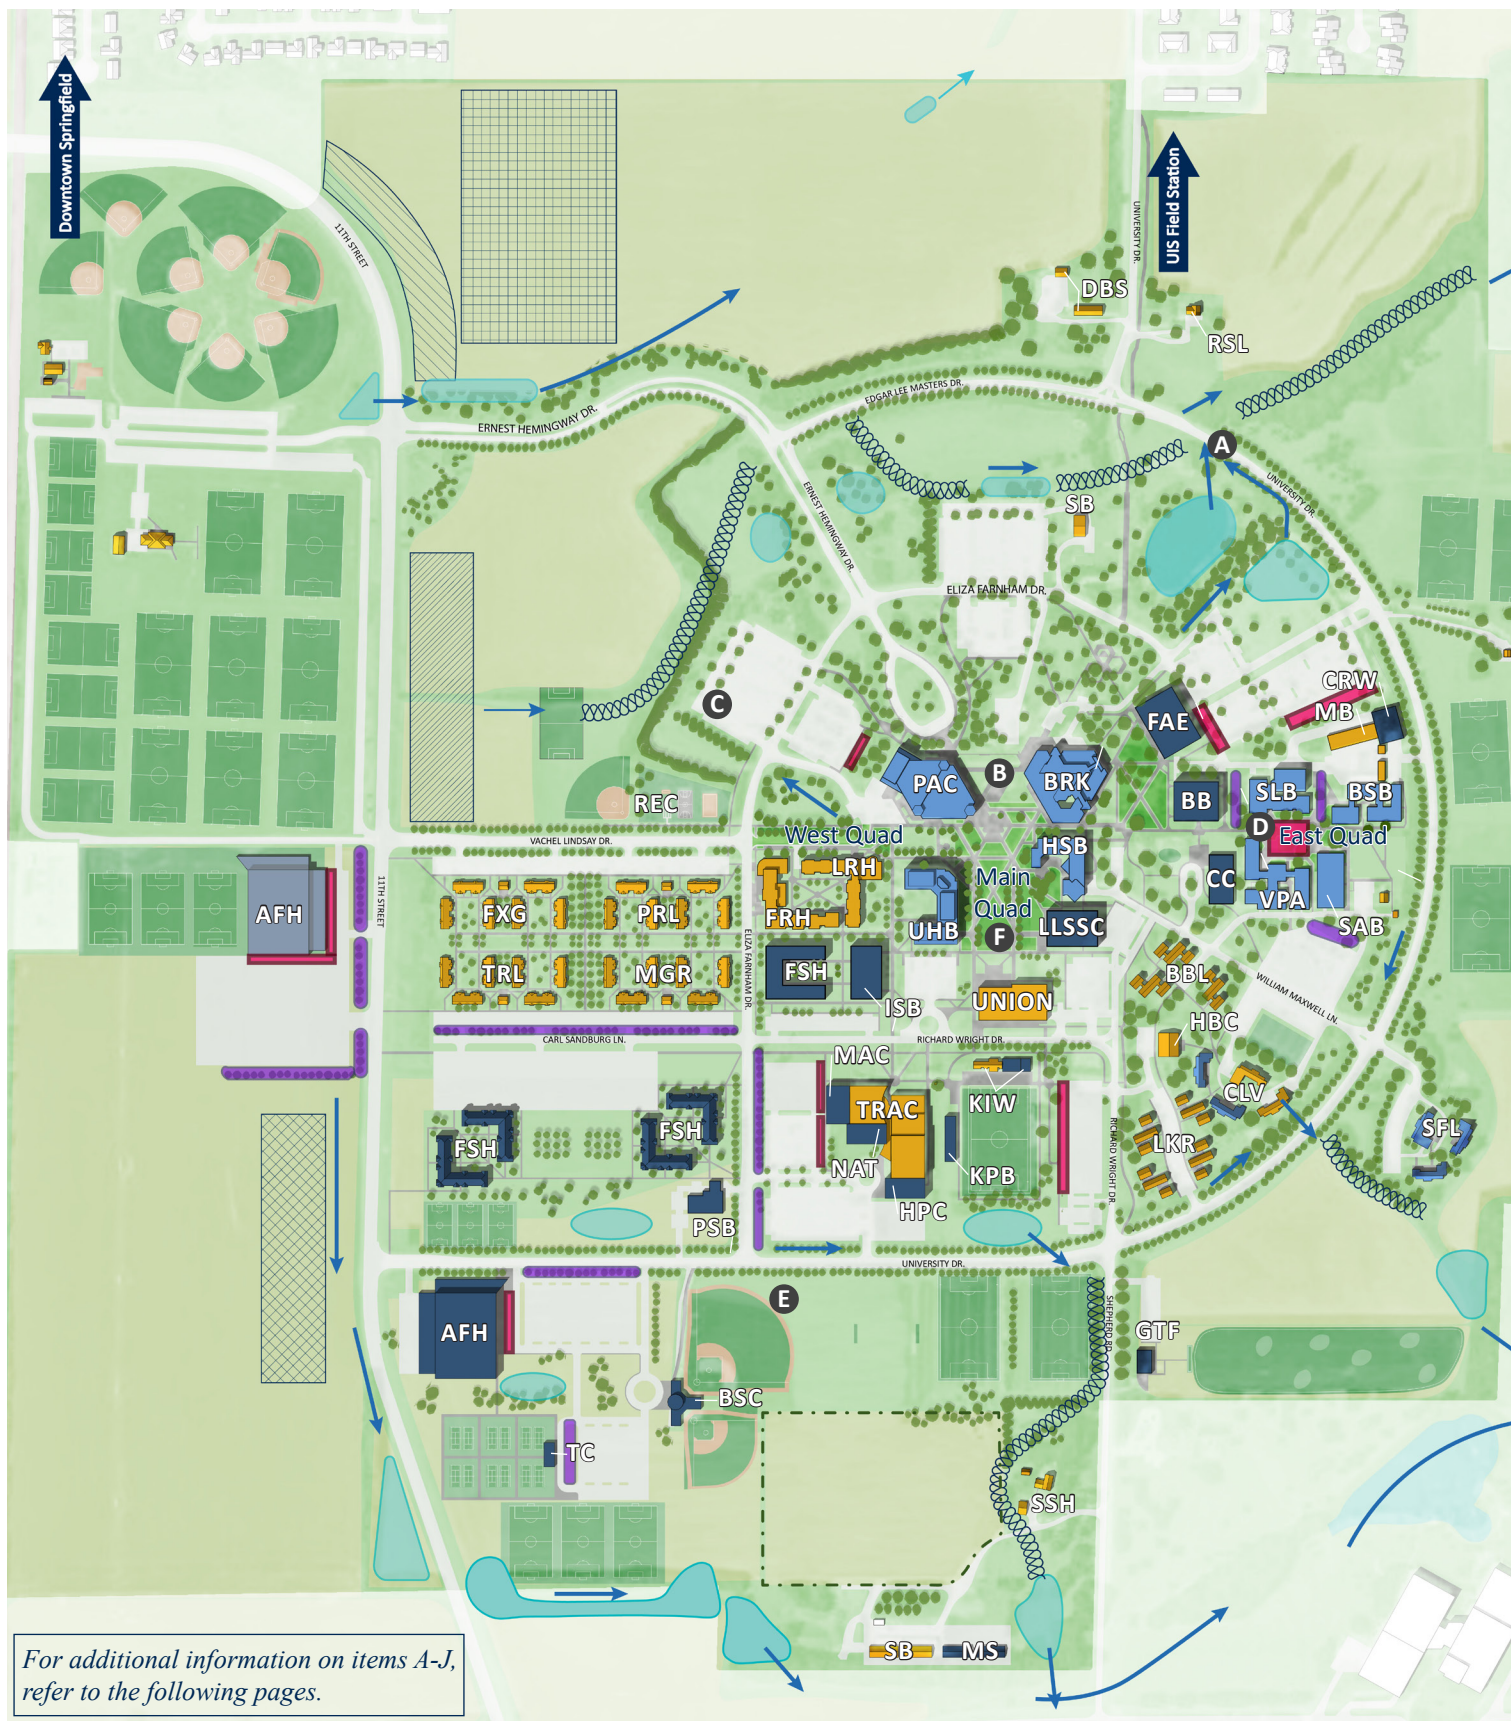 Downtown Springfield
UIS Field Station
11TH STREET
UNIVERSITY DR.
DBS
RSL
EDGAR LEE MASTERS DR.
ERNEST HEMINGWAY DR.
A
UNIVERSITY DR.
ERNEST HEMINGWAY DR.
SB
ELIZA FARNHAM DR.
CRW
C
MB
FAE
B
PAC
BRK
BB
SLB
BSB
REC
West Quad
D
East Quad
VACHEL LINDSAY DR.
HSB
LRH
Main
Quad
CC
11TH STREET
AFH
FXG
PRL
FRH
VPA
UHB
F
LLSSC
SAB
ELIZA FARNHAM DR.
TRL
MGR
FSH
BBL
ISB
UNION
WILLIAM MAXWELL LN.
HBC
CARL SANDBURG LN.
RICHARD WRIGHT DR.
MAC
CLV
TRAC
KIW
FSH
FSH
SFL
LKR
NAT
KPB
RICHARD WRIGHT DR.
HPC
PSB
UNIVERSITY DR.
E
SHEPHERD RD.
AFH
GTF
BSC
TC
SSH
SB
MS
For additional information on items A-J,
refer to the following pages.